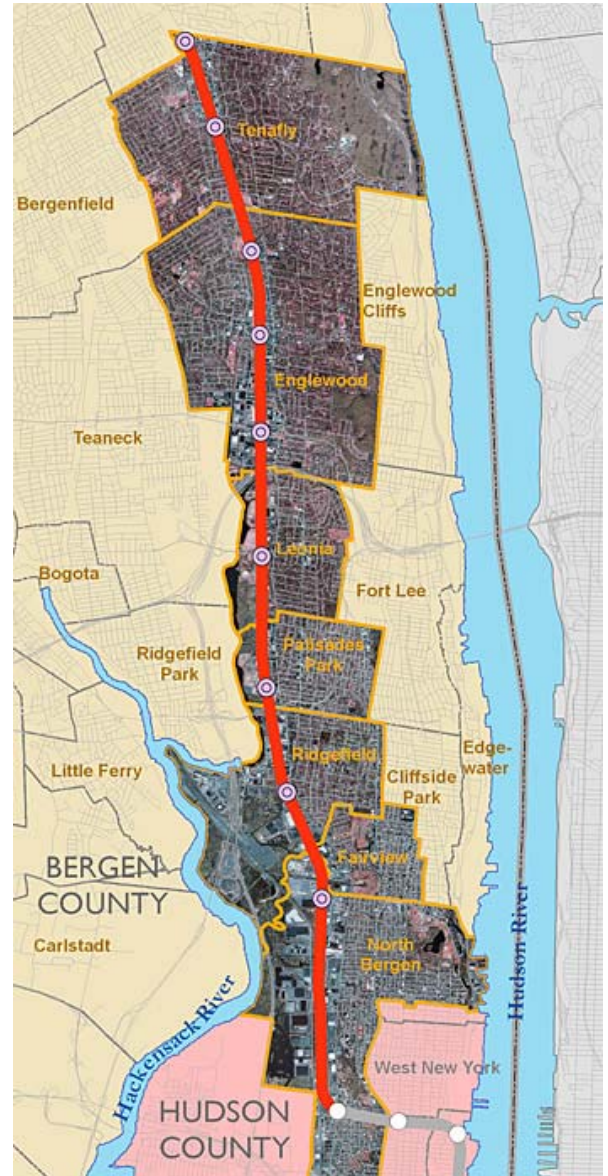 Tenafly
Bergenfield
Englewood
Cliffs
Englewood
Teaneck
Leonia
Bogota
Fort Lee
Ridgefield
Park
Palisades
Park
Ridgefield
Edge-
water
Little Ferry
Cliffside
Park
BERGEN
COUNTY
Fairview
Carlstadt
North
Bergen
Hudson River
Hackensack River
West New York
HUDSON
COUNTY